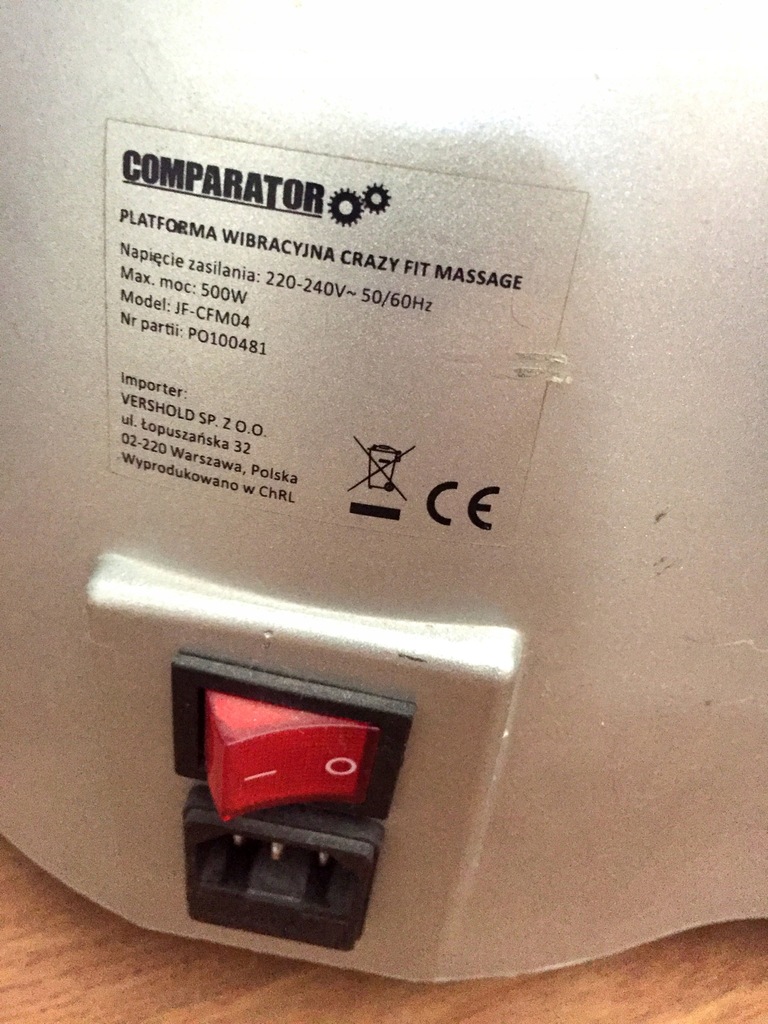 COMPARATOR
PLATFORMA WIBRACYJNA CRAZY FIT MASSAGE
Napięcie zasilania: 220-240V~ 50/60Hz
Max. moc: 500W
Model: JF-CFM04
Nr partii: PO100481
Importer:
VERSHOLD SP. Z O.O.
ul. Łopuszańska 32
02-220 Warszawa, Polska
Wyprodukowano w ChRL
CE
| O